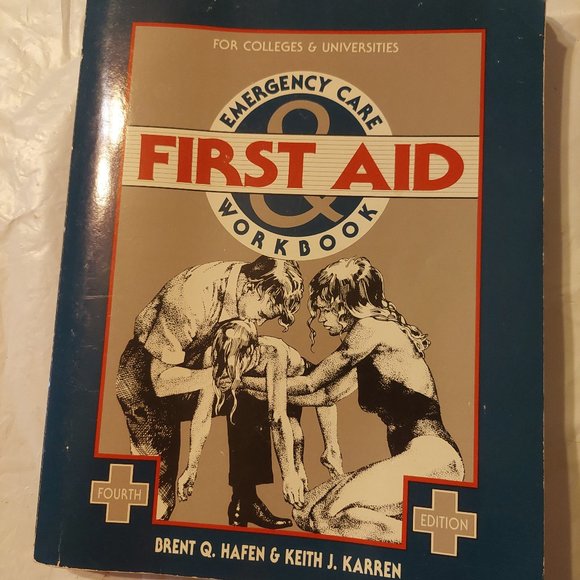 FOR COLLEGES & UNIVERSITIES
EMERGENCY CARE
&
FIRST AID
WORKBOOK
FOURTH
EDITION
BRENT Q. HAFEN & KEITH J. KARREN